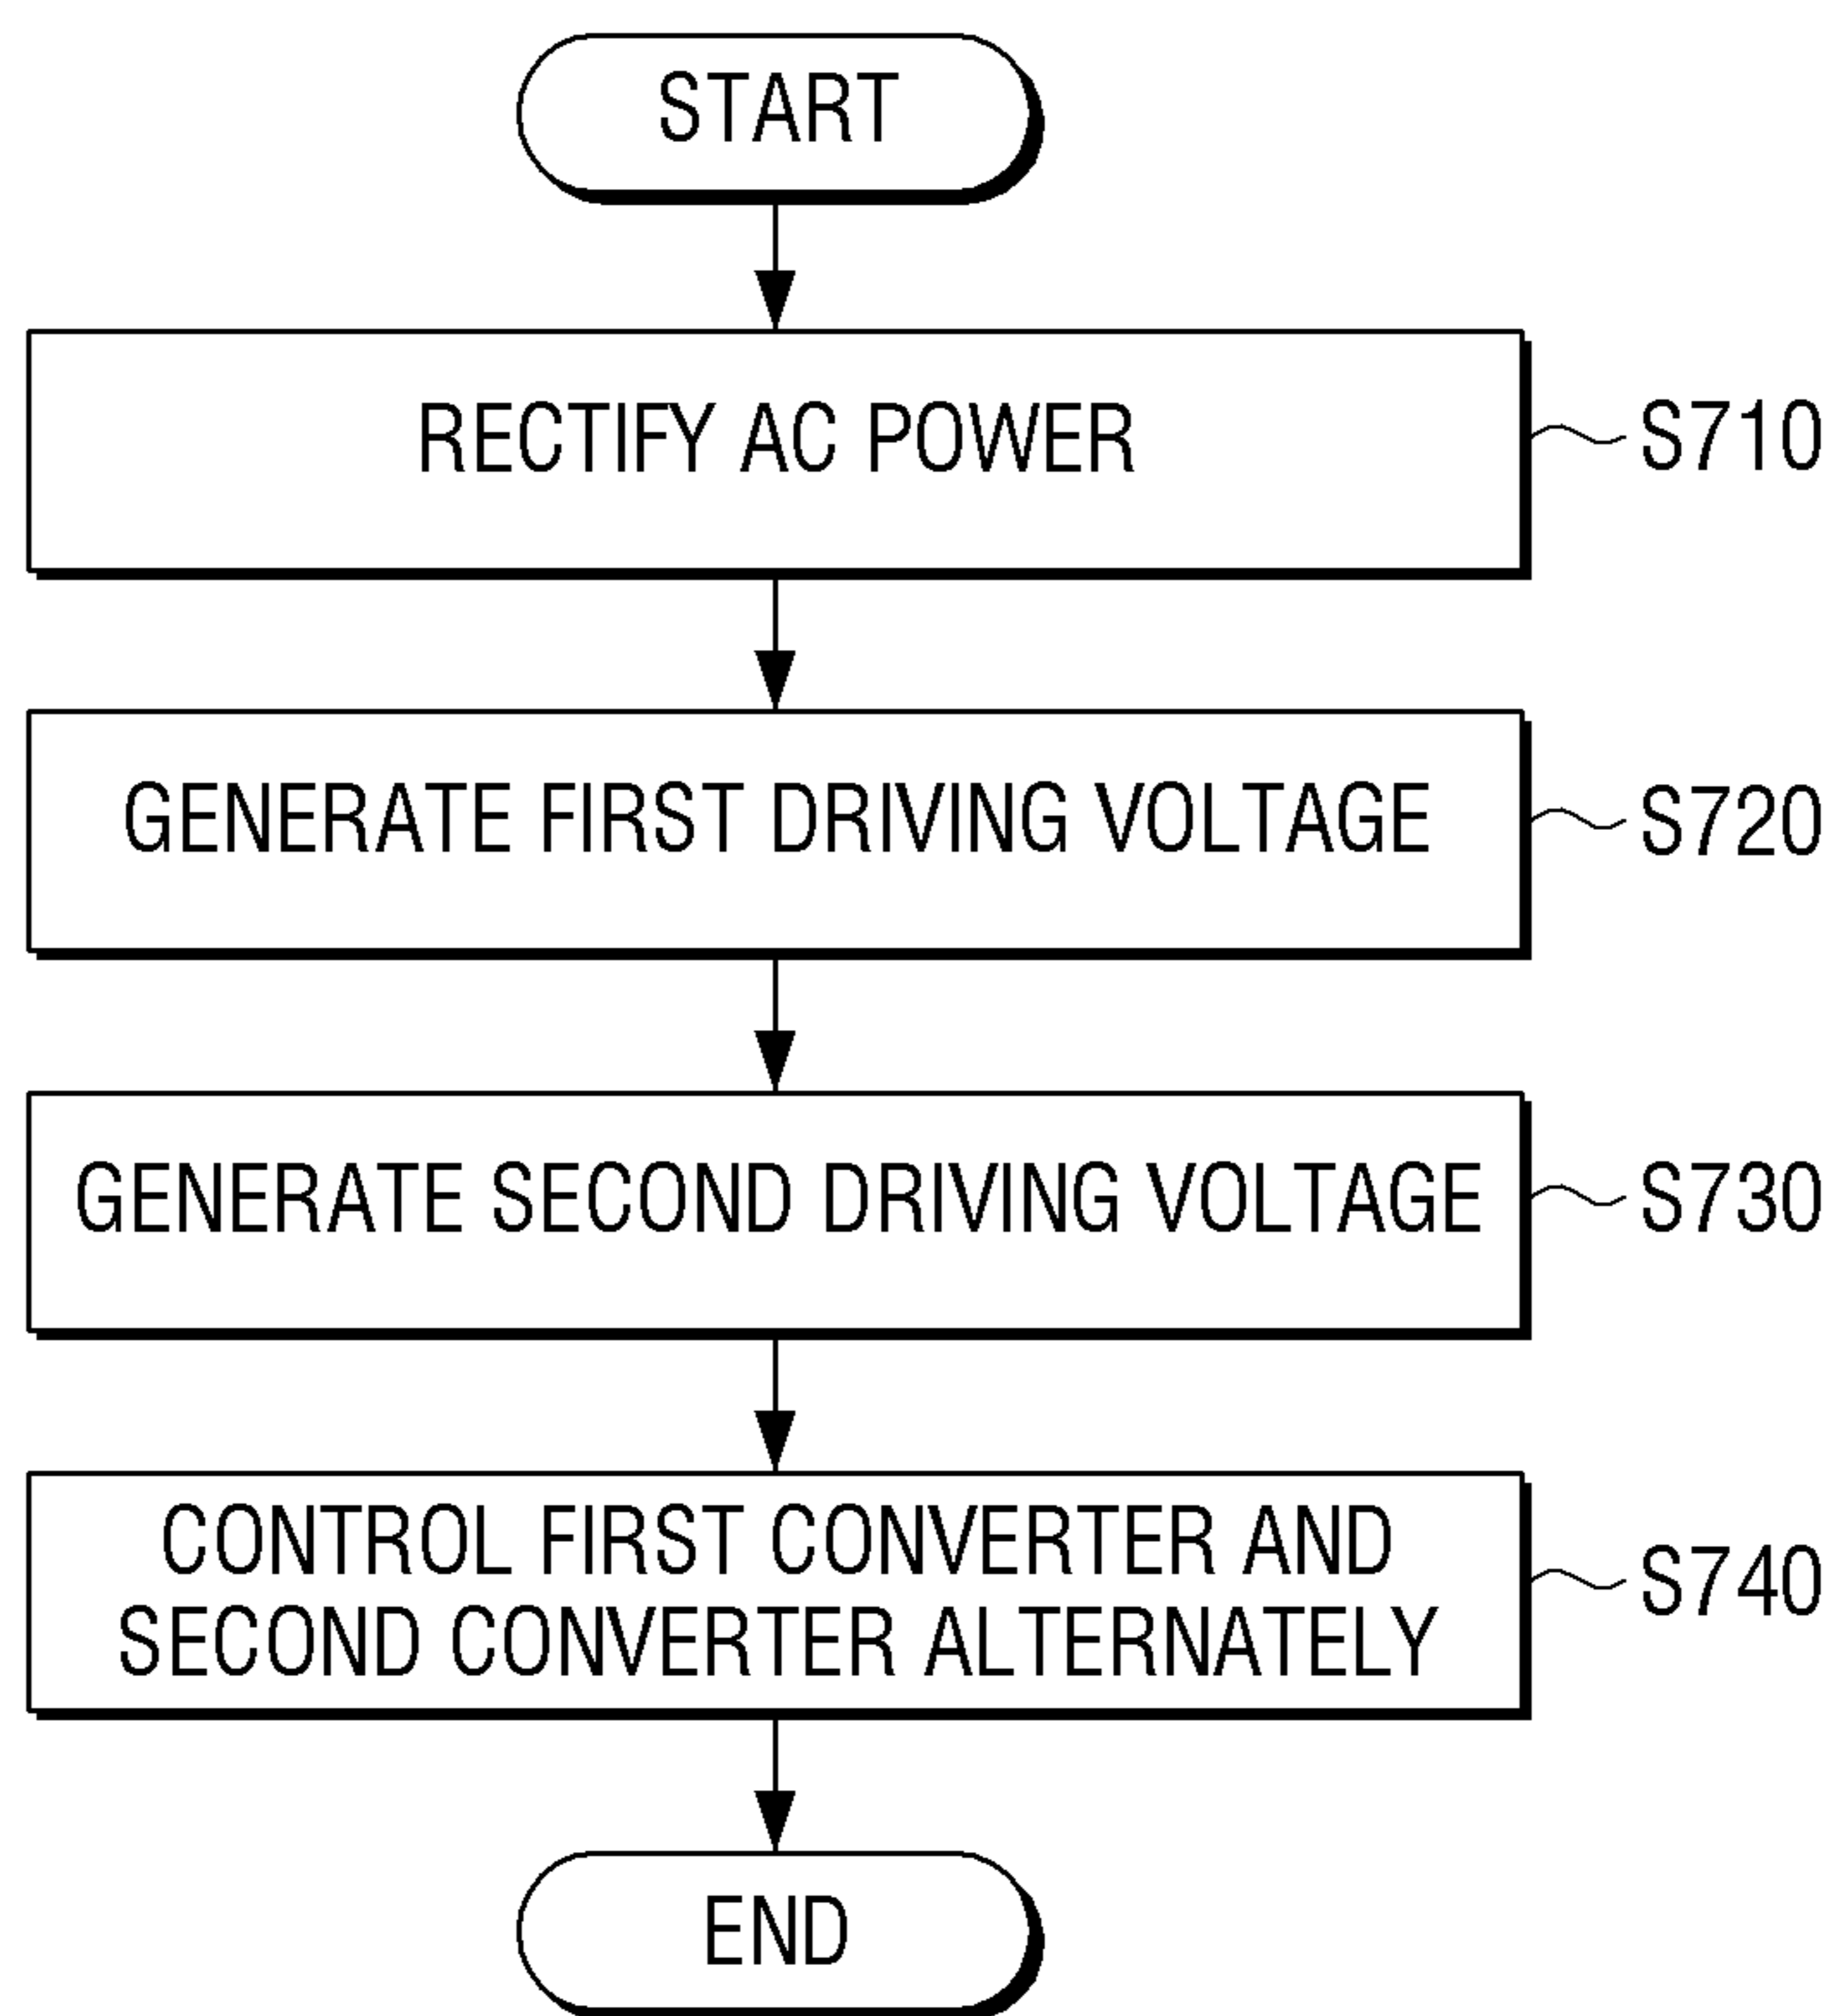 START
RECTIFY AC POWER
S710
GENERATE FIRST DRIVING VOLTAGE
S720
GENERATE SECOND DRIVING VOLTAGE
S730
CONTROL FIRST CONVERTER AND
SECOND CONVERTER ALTERNATELY
S740
END